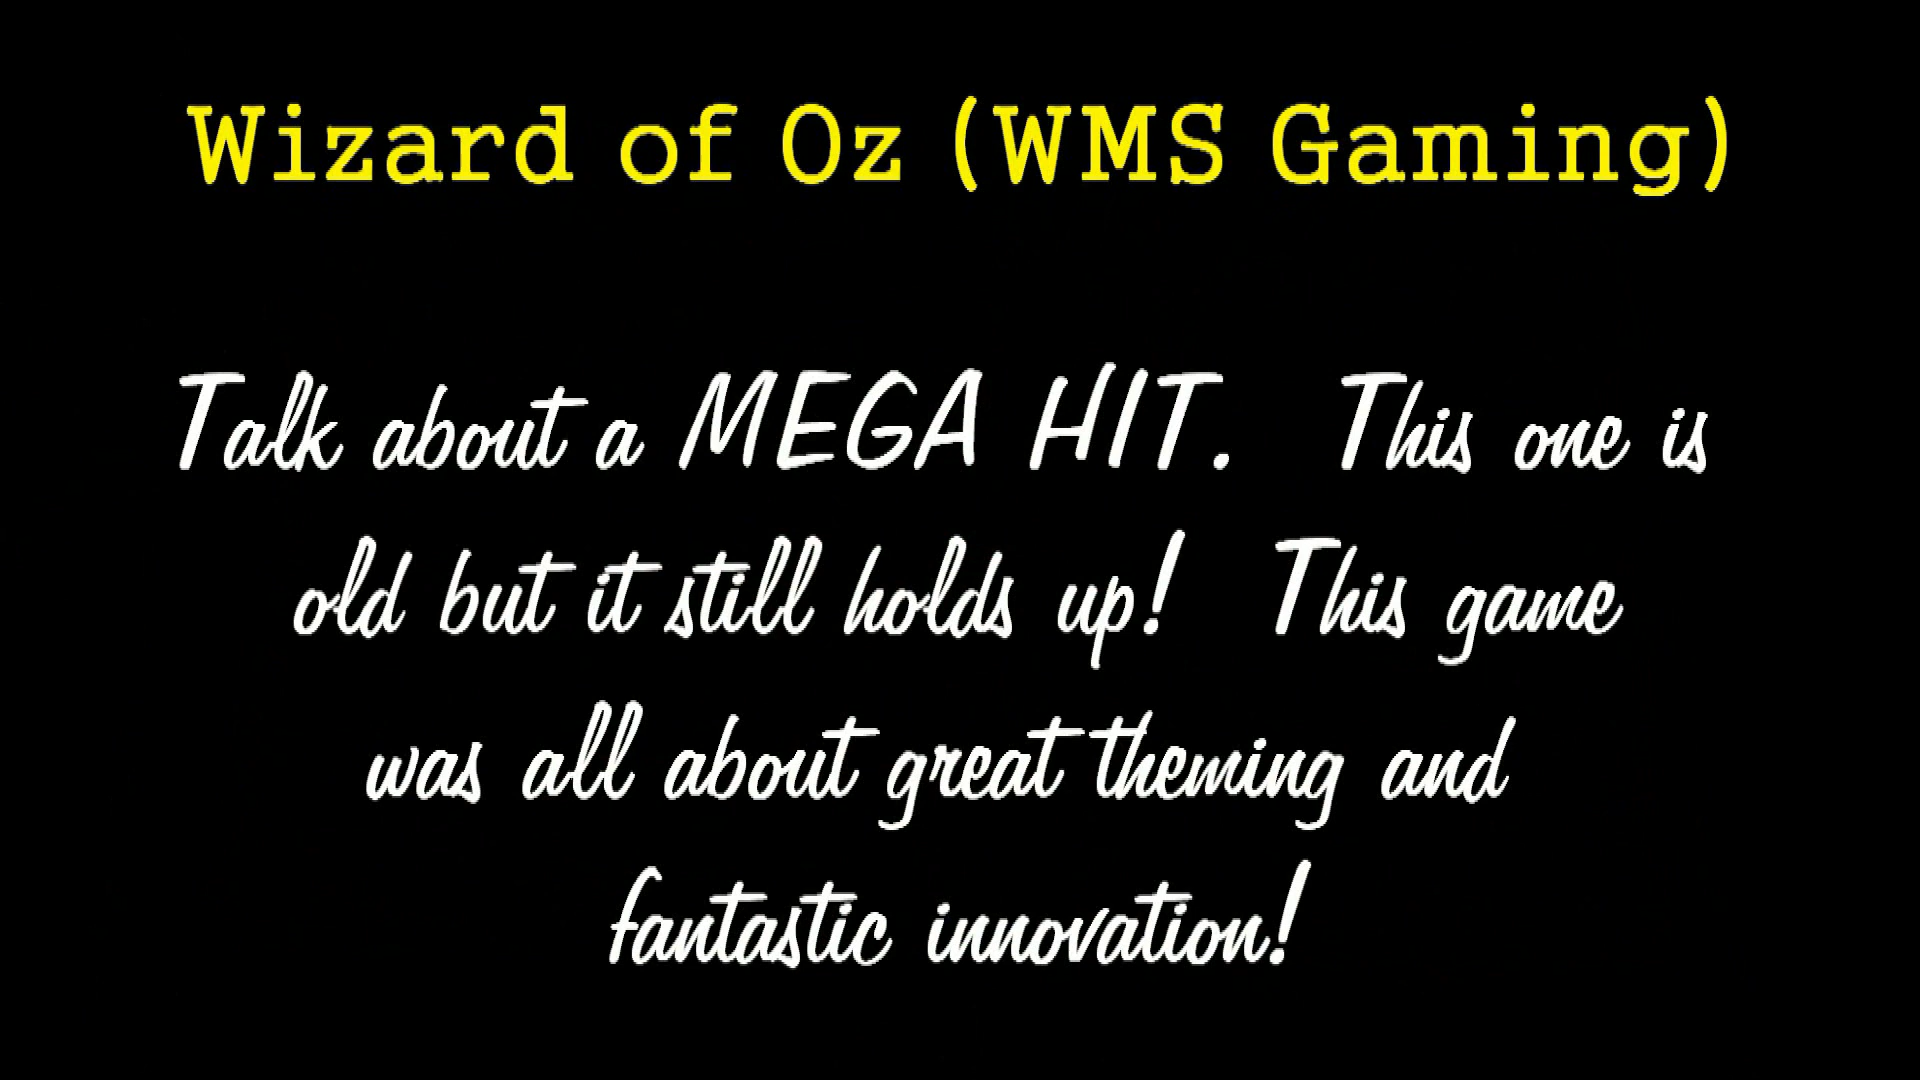 Wizard of Oz (WMS Gaming)
Talk about a MEGA HIT. This one is
old but it still holds up! This game
was all about great theming and
fantastic innovation!